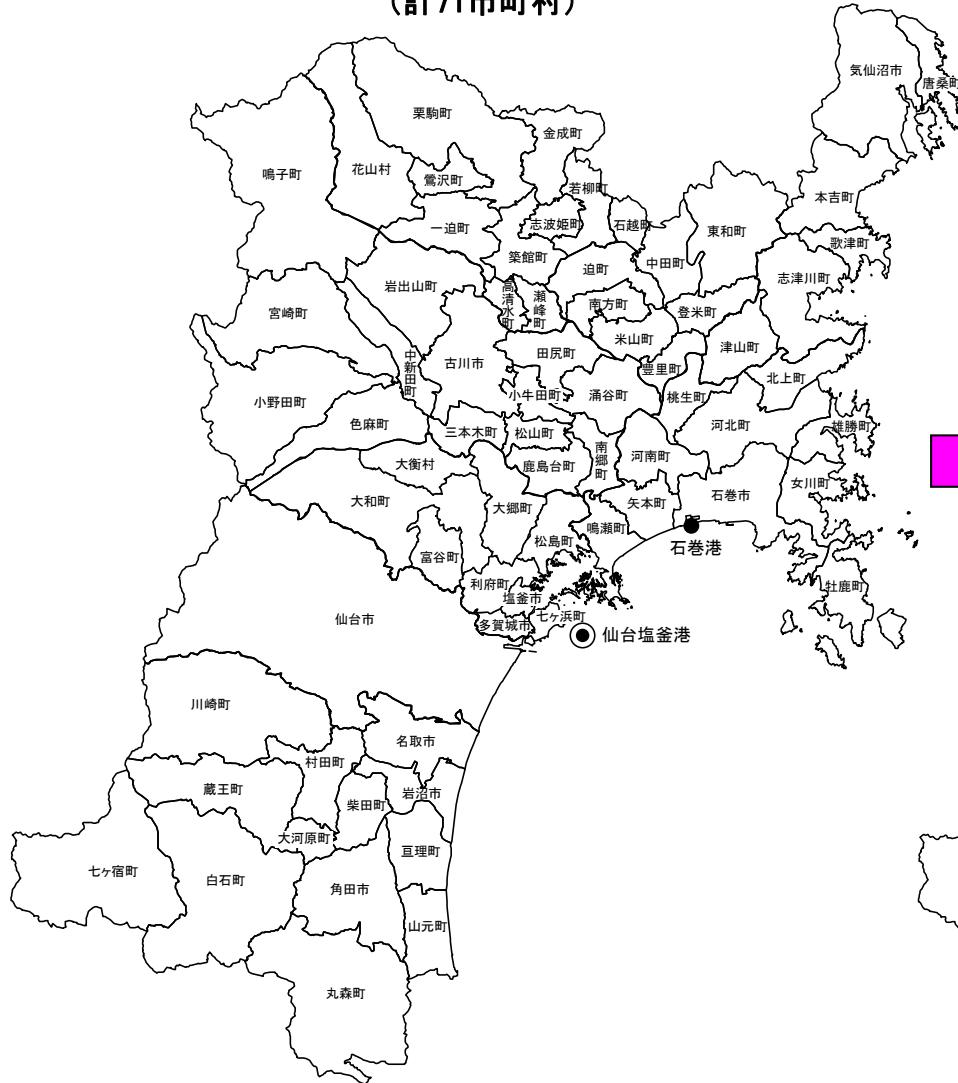 (計71市町村)
気仙沼市
唐桑町
栗駒町
金成町
鳴子町
花山村
鶯沢町
若柳町
本吉町
一迫町
志波姫町
石越町
東和町
歌津町
築館町
迫町
中田町
志津川町
岩出山町
高清水町
瀬峰町
南方町
登米町
宮崎町
米山町
津山町
中新田町
古川市
田尻町
豊里町
北上町
小野田町
小牛田町
涌谷町
桃生町
色麻町
三本木町
松山町
河北町
雄勝町
大衡村
鹿島台町
南郷町
河南町
大和町
大郷町
矢本町
石巻市
女川町
鳴瀬町
富谷町
松島町
石巻港
利府町
牡鹿町
塩釜市
仙台市
多賀城市
七ヶ浜町
仙台塩釜港
川崎町
名取市
村田町
蔵王町
柴田町
岩沼市
大河原町
亘理町
七ヶ宿町
白石町
角田市
山元町
丸森町